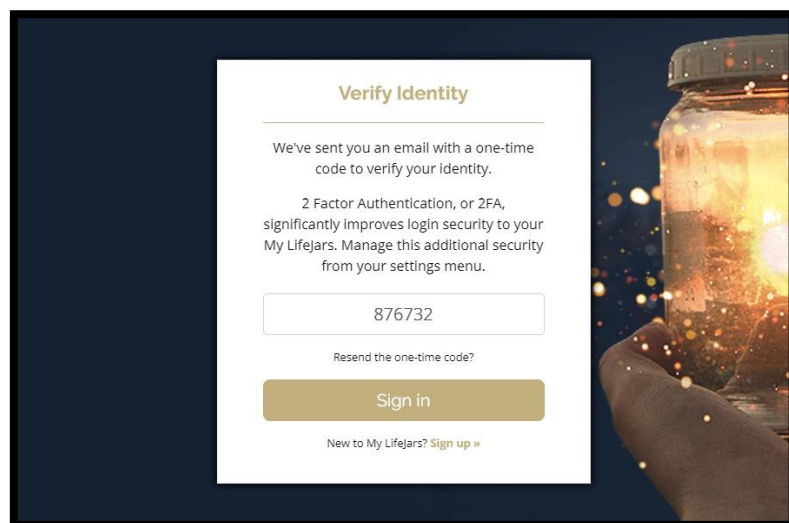 Verify Identity
We've sent you an email with a one-time
code to verify your identity.
2 Factor Authentication, or 2FA,
significantly improves login security to your
My LifeJars. Manage this additional security
from your settings menu.
876732
Resend the one-time code?
Sign in
New to My LifeJars? Sign up »